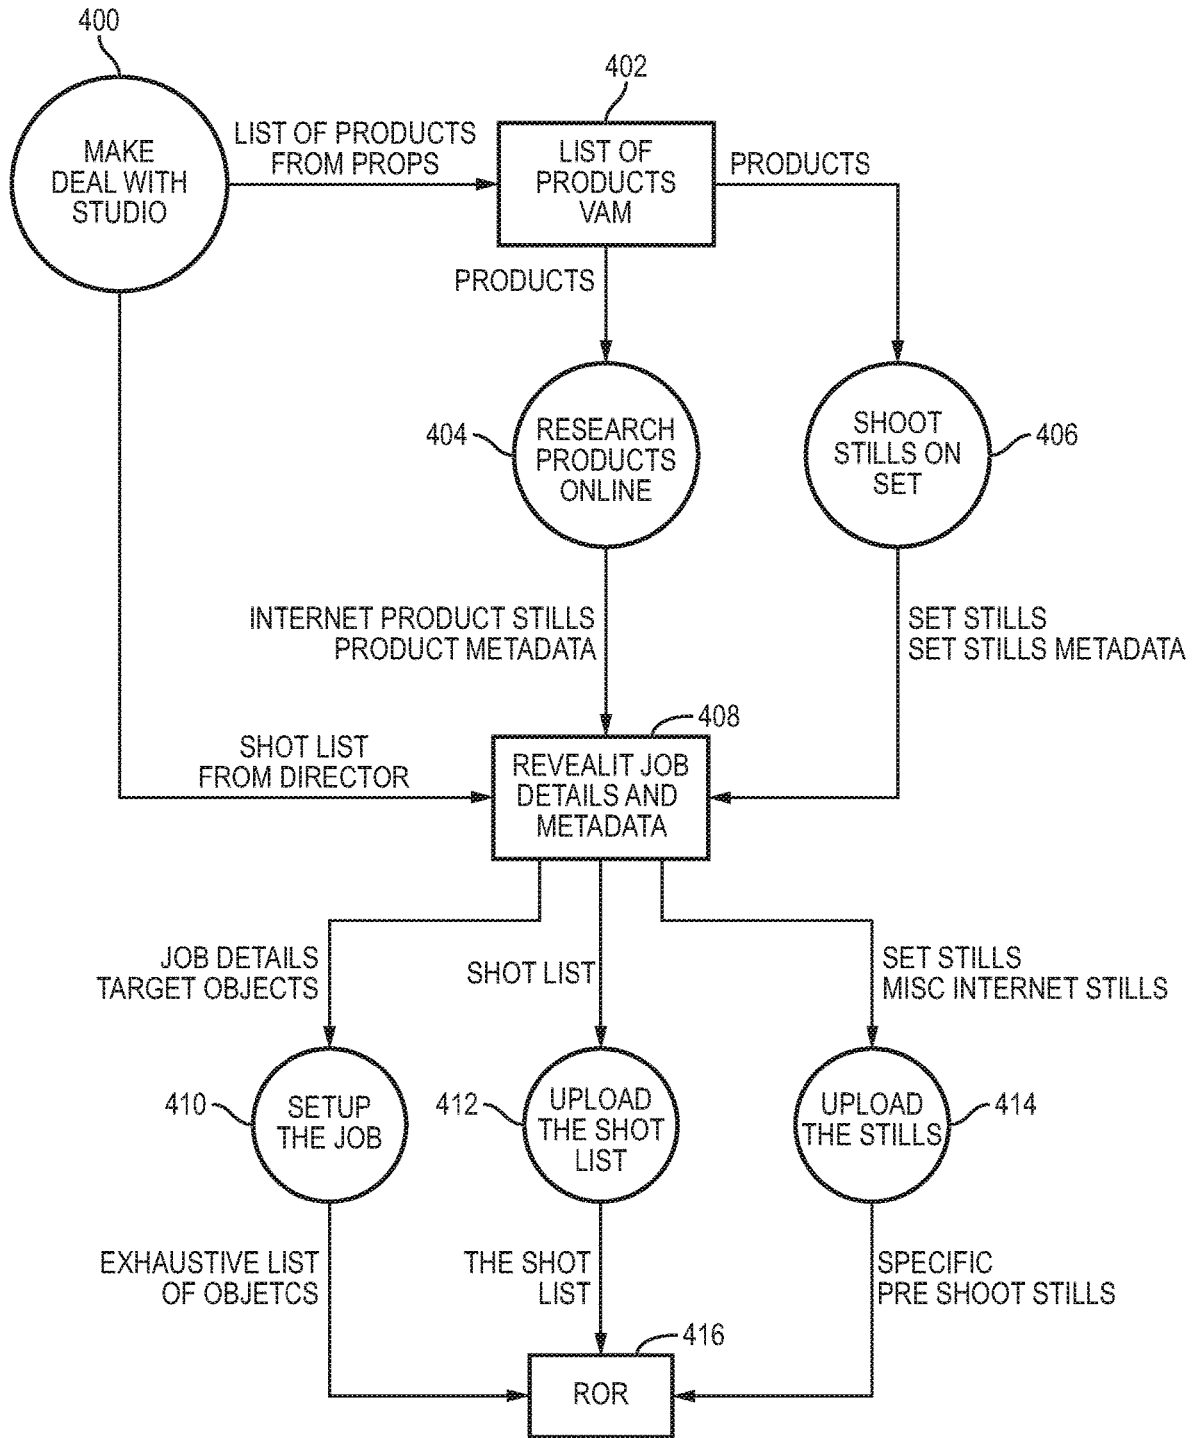 400
402
MAKE
DEAL WITH
STUDIO
LIST OF PRODUCTS
FROM PROPS
LIST OF
PRODUCTS
VAM
PRODUCTS
PRODUCTS
404
RESEARCH
PRODUCTS
ONLINE
SHOOT
STILLS ON
SET
406
INTERNET PRODUCT STILLS
PRODUCT METADATA
SET STILLS
SET STILLS METADATA
408
SHOT LIST
FROM DIRECTOR
REVEALIT JOB
DETAILS AND
METADATA
JOB DETAILS
TARGET OBJECTS
SHOT LIST
SET STILLS
MISC INTERNET STILLS
410
SETUP
THE JOB
412
UPLOAD
THE SHOT
LIST
UPLOAD
THE STILLS
414
EXHAUSTIVE LIST
OF OBJETCS
THE SHOT
LIST
SPECIFIC
PRE SHOOT STILLS
416
ROR